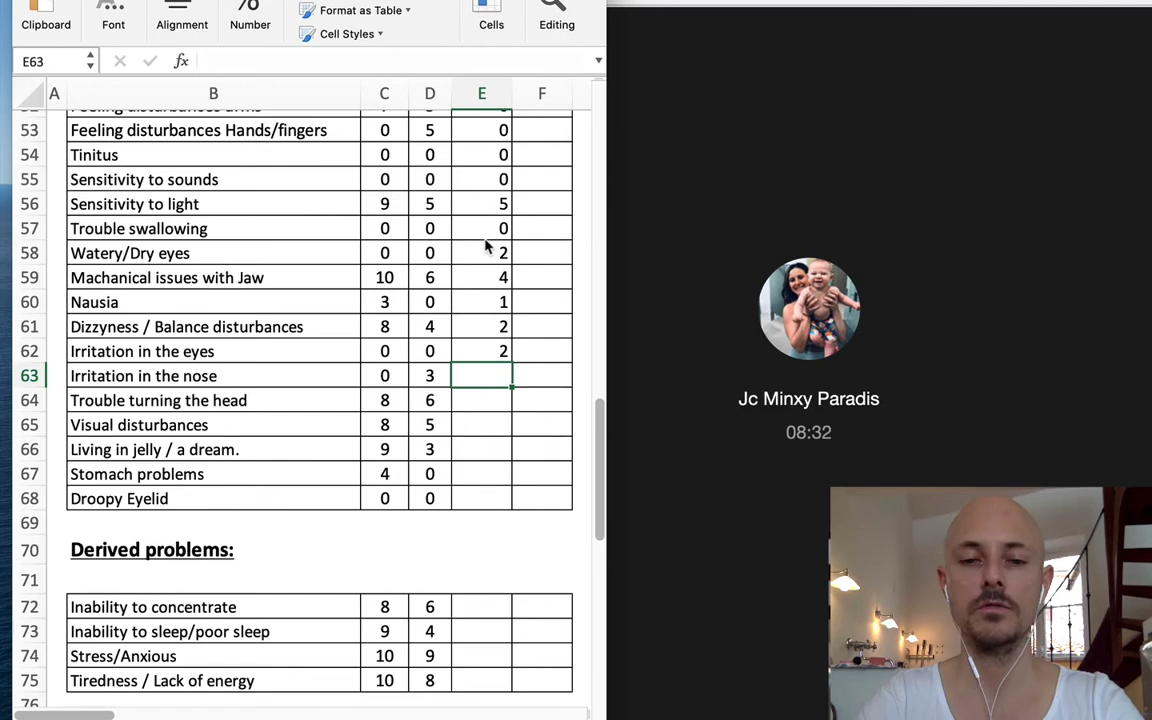 Clipboard Font Alignment Number Format as Table Cell Styles Cells Editing
E63 fx
A B C D E F
53 Feeling disturbances Hands/fingers 0 5 0
54 Tinitus 0 0 0
55 Sensitivity to sounds 0 0 0
56 Sensitivity to light 9 5 5
57 Trouble swallowing 0 0 0
58 Watery/Dry eyes 0 0 2
59 Machanical issues with Jaw 10 6 4
60 Nausia 3 0 1
61 Dizzyness / Balance disturbances 8 4 2
62 Irritation in the eyes 0 0 2
63 Irritation in the nose 0 3
64 Trouble turning the head 8 6
65 Visual disturbances 8 5
66 Living in jelly / a dream. 9 3
67 Stomach problems 4 0
68 Droopy Eyelid 0 0
69
70 Derived problems:
71
72 Inability to concentrate 8 6
73 Inability to sleep/poor sleep 9 4
74 Stress/Anxious 10 9
75 Tiredness / Lack of energy 10 8
Jc Minxy Paradis
08:32